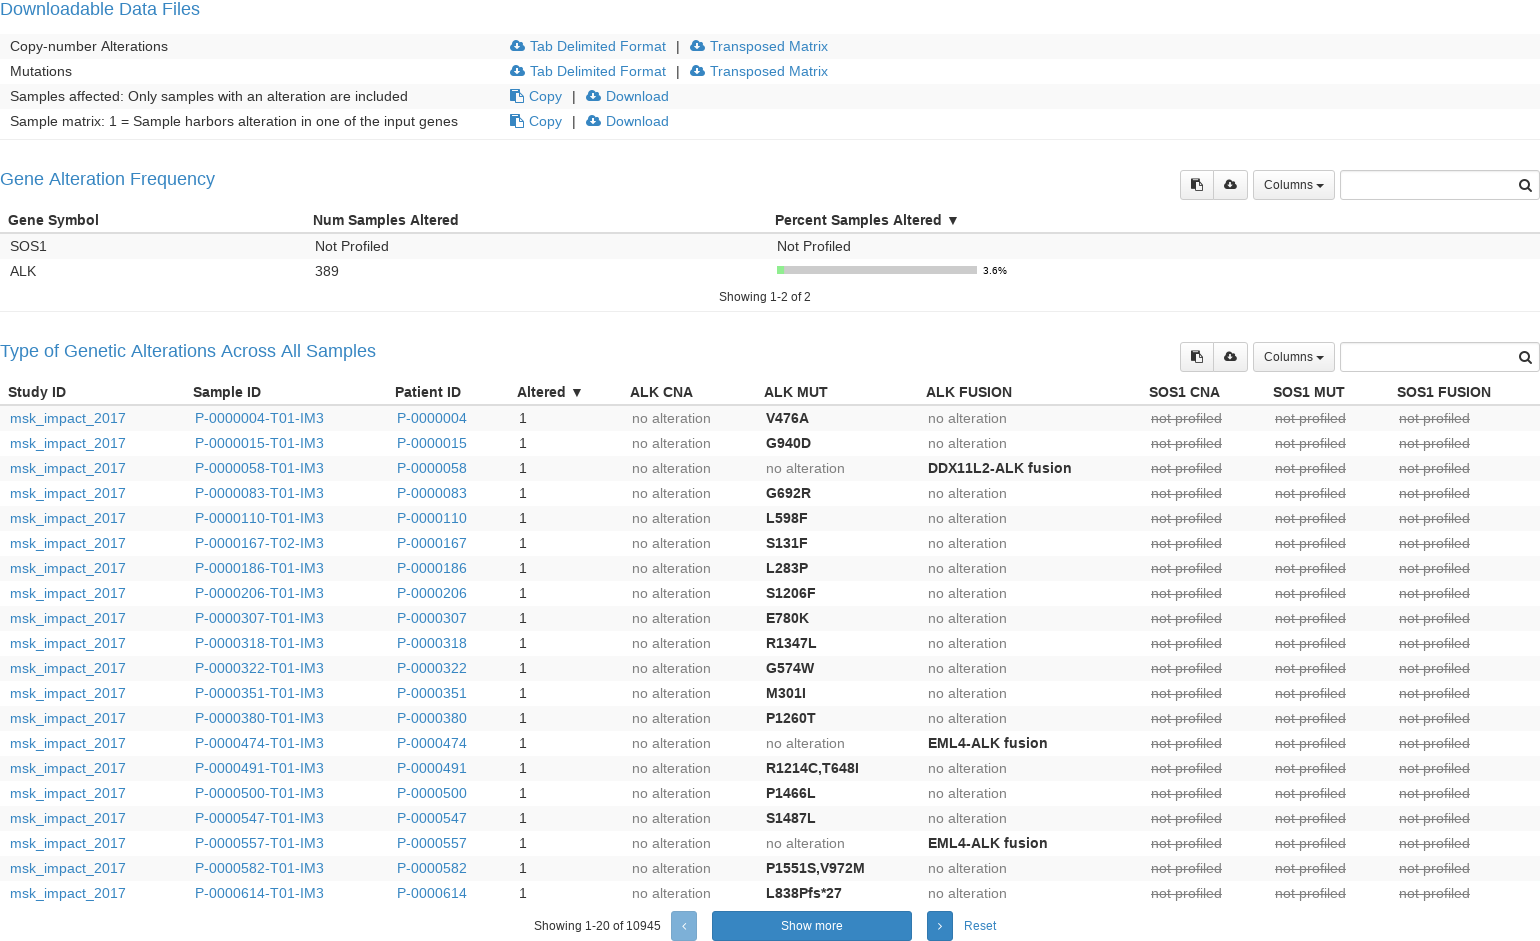 Downloadable Data Files
Copy-number Alterations Tab Delimited Format | Transposed Matrix
Mutations Tab Delimited Format | Transposed Matrix
Samples affected: Only samples with an alteration are included Copy | Download
Sample matrix: 1 = Sample harbors alteration in one of the input genes Copy | Download
Gene Alteration Frequency Columns
Gene Symbol Num Samples Altered Percent Samples Altered ▼
SOS1 Not Profiled Not Profiled
ALK 389 3.6%
Showing 1-2 of 2
Type of Genetic Alterations Across All Samples Columns
Study ID Sample ID Patient ID Altered ▼ ALK CNA ALK MUT ALK FUSION SOS1 CNA SOS1 MUT SOS1 FUSION
msk_impact_2017 P-0000004-T01-IM3 P-0000004 1 no alteration V476A no alteration not profiled not profiled not profiled
msk_impact_2017 P-0000015-T01-IM3 P-0000015 1 no alteration G940D no alteration not profiled not profiled not profiled
msk_impact_2017 P-0000058-T01-IM3 P-0000058 1 no alteration no alteration DDX11L2-ALK fusion not profiled not profiled not profiled
msk_impact_2017 P-0000083-T01-IM3 P-0000083 1 no alteration G692R no alteration not profiled not profiled not profiled
msk_impact_2017 P-0000110-T01-IM3 P-0000110 1 no alteration L598F no alteration not profiled not profiled not profiled
msk_impact_2017 P-0000167-T02-IM3 P-0000167 1 no alteration S131F no alteration not profiled not profiled not profiled
msk_impact_2017 P-0000186-T01-IM3 P-0000186 1 no alteration L283P no alteration not profiled not profiled not profiled
msk_impact_2017 P-0000206-T01-IM3 P-0000206 1 no alteration S1206F no alteration not profiled not profiled not profiled
msk_impact_2017 P-0000307-T01-IM3 P-0000307 1 no alteration E780K no alteration not profiled not profiled not profiled
msk_impact_2017 P-0000318-T01-IM3 P-0000318 1 no alteration R1347L no alteration not profiled not profiled not profiled
msk_impact_2017 P-0000322-T01-IM3 P-0000322 1 no alteration G574W no alteration not profiled not profiled not profiled
msk_impact_2017 P-0000351-T01-IM3 P-0000351 1 no alteration M301I no alteration not profiled not profiled not profiled
msk_impact_2017 P-0000380-T01-IM3 P-0000380 1 no alteration P1260T no alteration not profiled not profiled not profiled
msk_impact_2017 P-0000474-T01-IM3 P-0000474 1 no alteration no alteration EML4-ALK fusion not profiled not profiled not profiled
msk_impact_2017 P-0000491-T01-IM3 P-0000491 1 no alteration R1214C,T648I no alteration not profiled not profiled not profiled
msk_impact_2017 P-0000500-T01-IM3 P-0000500 1 no alteration P1466L no alteration not profiled not profiled not profiled
msk_impact_2017 P-0000547-T01-IM3 P-0000547 1 no alteration S1487L no alteration not profiled not profiled not profiled
msk_impact_2017 P-0000557-T01-IM3 P-0000557 1 no alteration no alteration EML4-ALK fusion not profiled not profiled not profiled
msk_impact_2017 P-0000582-T01-IM3 P-0000582 1 no alteration P1551S,V972M no alteration not profiled not profiled not profiled
msk_impact_2017 P-0000614-T01-IM3 P-0000614 1 no alteration L838Pfs*27 no alteration not profiled not profiled not profiled
Showing 1-20 of 10945 ‹ Show more › Reset